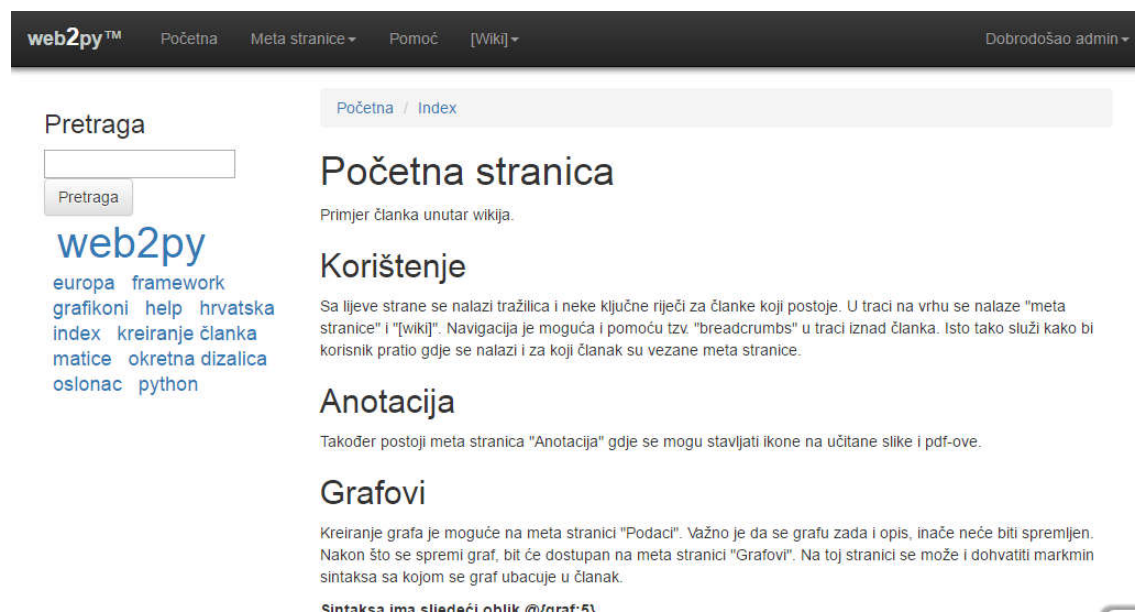 web2py™ Početna Meta stranice Pomoć [Wiki] Dobrodošao admin
Pretraga
Pretraga
web2py
europa framework
grafikoni help hrvatska
index kreiranje članka
matice okretna dizalica
oslonac python
Početna / Index
Početna stranica
Primjer članka unutar wikija.
Korištenje
Sa lijeve strane se nalazi tražilica i neke ključne riječi za članke koji postoje. U traci na vrhu se nalaze "meta
stranice" i "[wiki]". Navigacija je moguća i pomoću tzv. "breadcrumbs" u traci iznad članka. Isto tako služi kako bi
korisnik pratio gdje se nalazi i za koji članak su vezane meta stranice.
Anotacija
Također postoji meta stranica "Anotacija" gdje se mogu stavljati ikone na učitane slike i pdf-ove.
Grafovi
Kreiranje grafa je moguće na meta stranici "Podaci". Važno je da se grafu zada i opis, inače neće biti spremljen.
Nakon što se spremi graf, bit će dostupan na meta stranici "Grafovi". Na toj stranici se može i dohvatiti markmin
sintaksa sa kojom se graf ubacuje u članak.
Sintaksa ima sljedeći oblik @{graf:5}